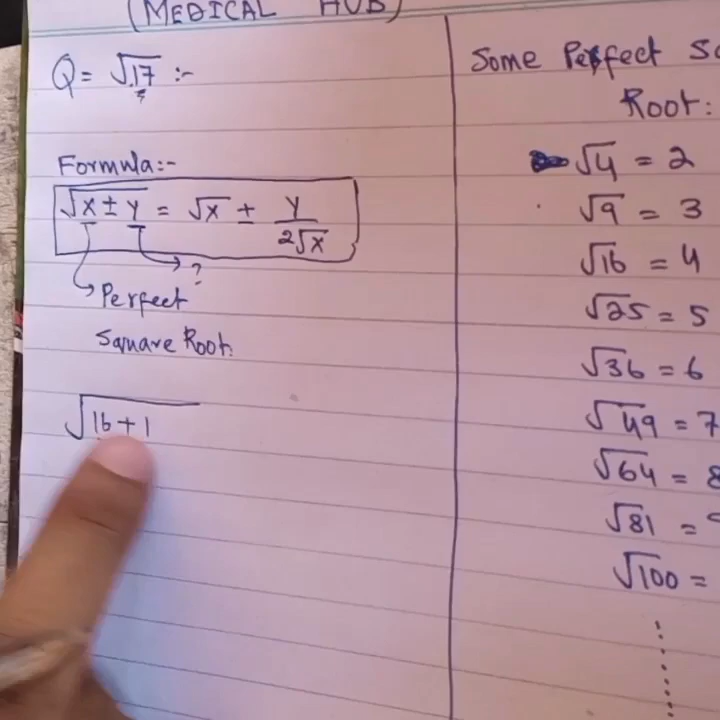 (MEDICAL HUB)
Q = √17 :-
Formula:-
√x ± y = √x ± y / 2√x
?
Perfect
Square Root.
√16+1
Some Perfect
Root:
√4 = 2
√9 = 3
√16 = 4
√25 = 5
√36 = 6
√49 = 7
√64 = 8
√81 =
√100 =